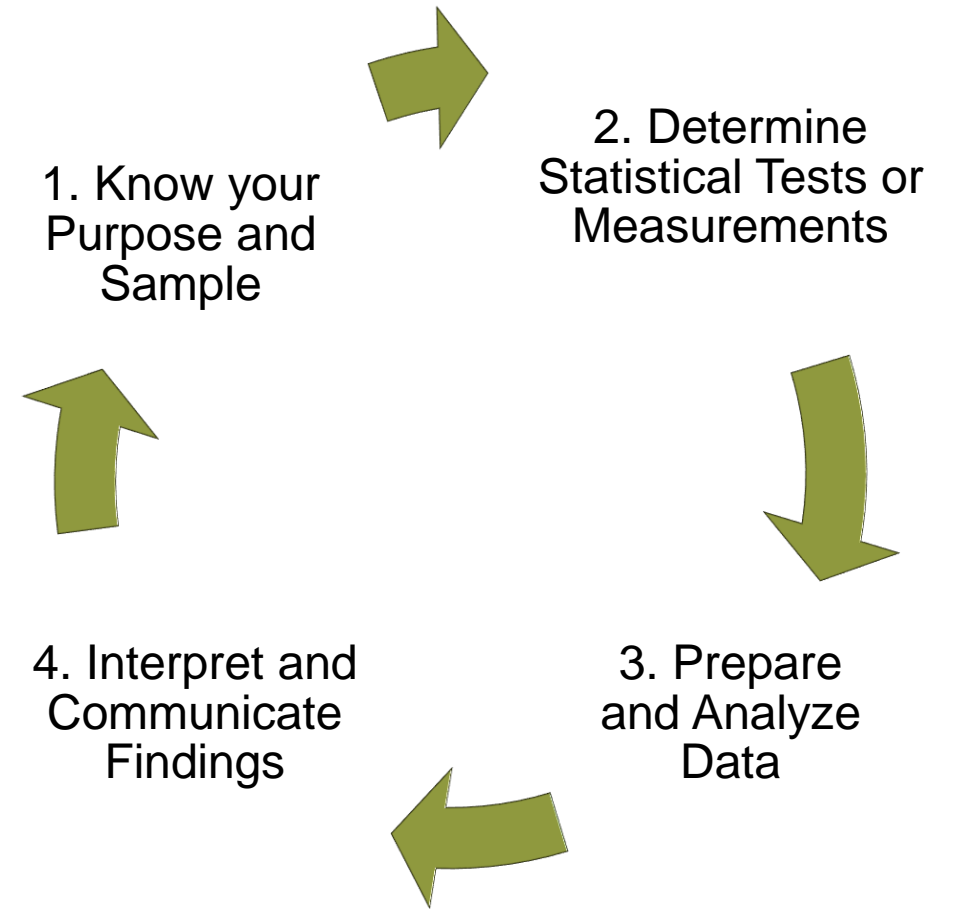 1. Know your
Purpose and
Sample
2. Determine
Statistical Tests or
Measurements
3. Prepare
and Analyze
Data
4. Interpret and
Communicate
Findings